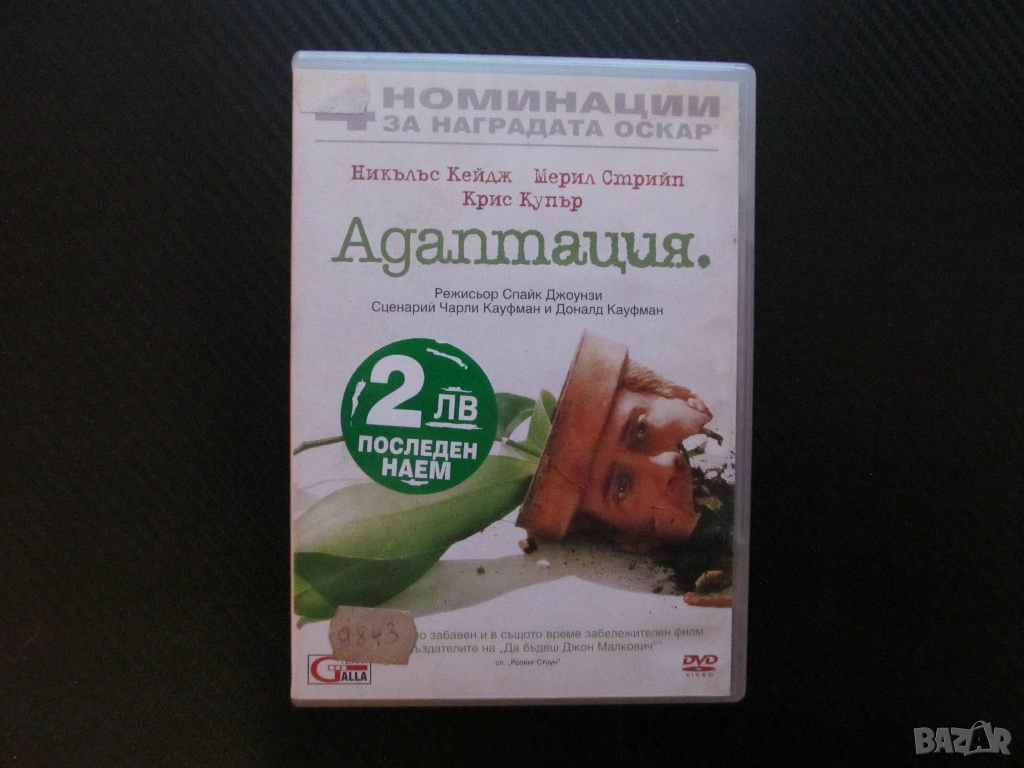 4 НОМИНАЦИИ
ЗА НАГРАДАТА ОСКАР
Никълъс Кейдж Мерил Стрийп
Крис Купър
Адаптация.
Режисьор Спайк Джоунзи
Сценарий Чарли Кауфман и Доналд Кауфман
2 ЛВ
ПОСЛЕДЕН
НАЕМ
9843
забавен и в същото време забележителен филм
на „Да бъдеш Джон Малкович"
сп. „Ролинг Стоун"
GALLA
DVD
VIDEO
BAZAR